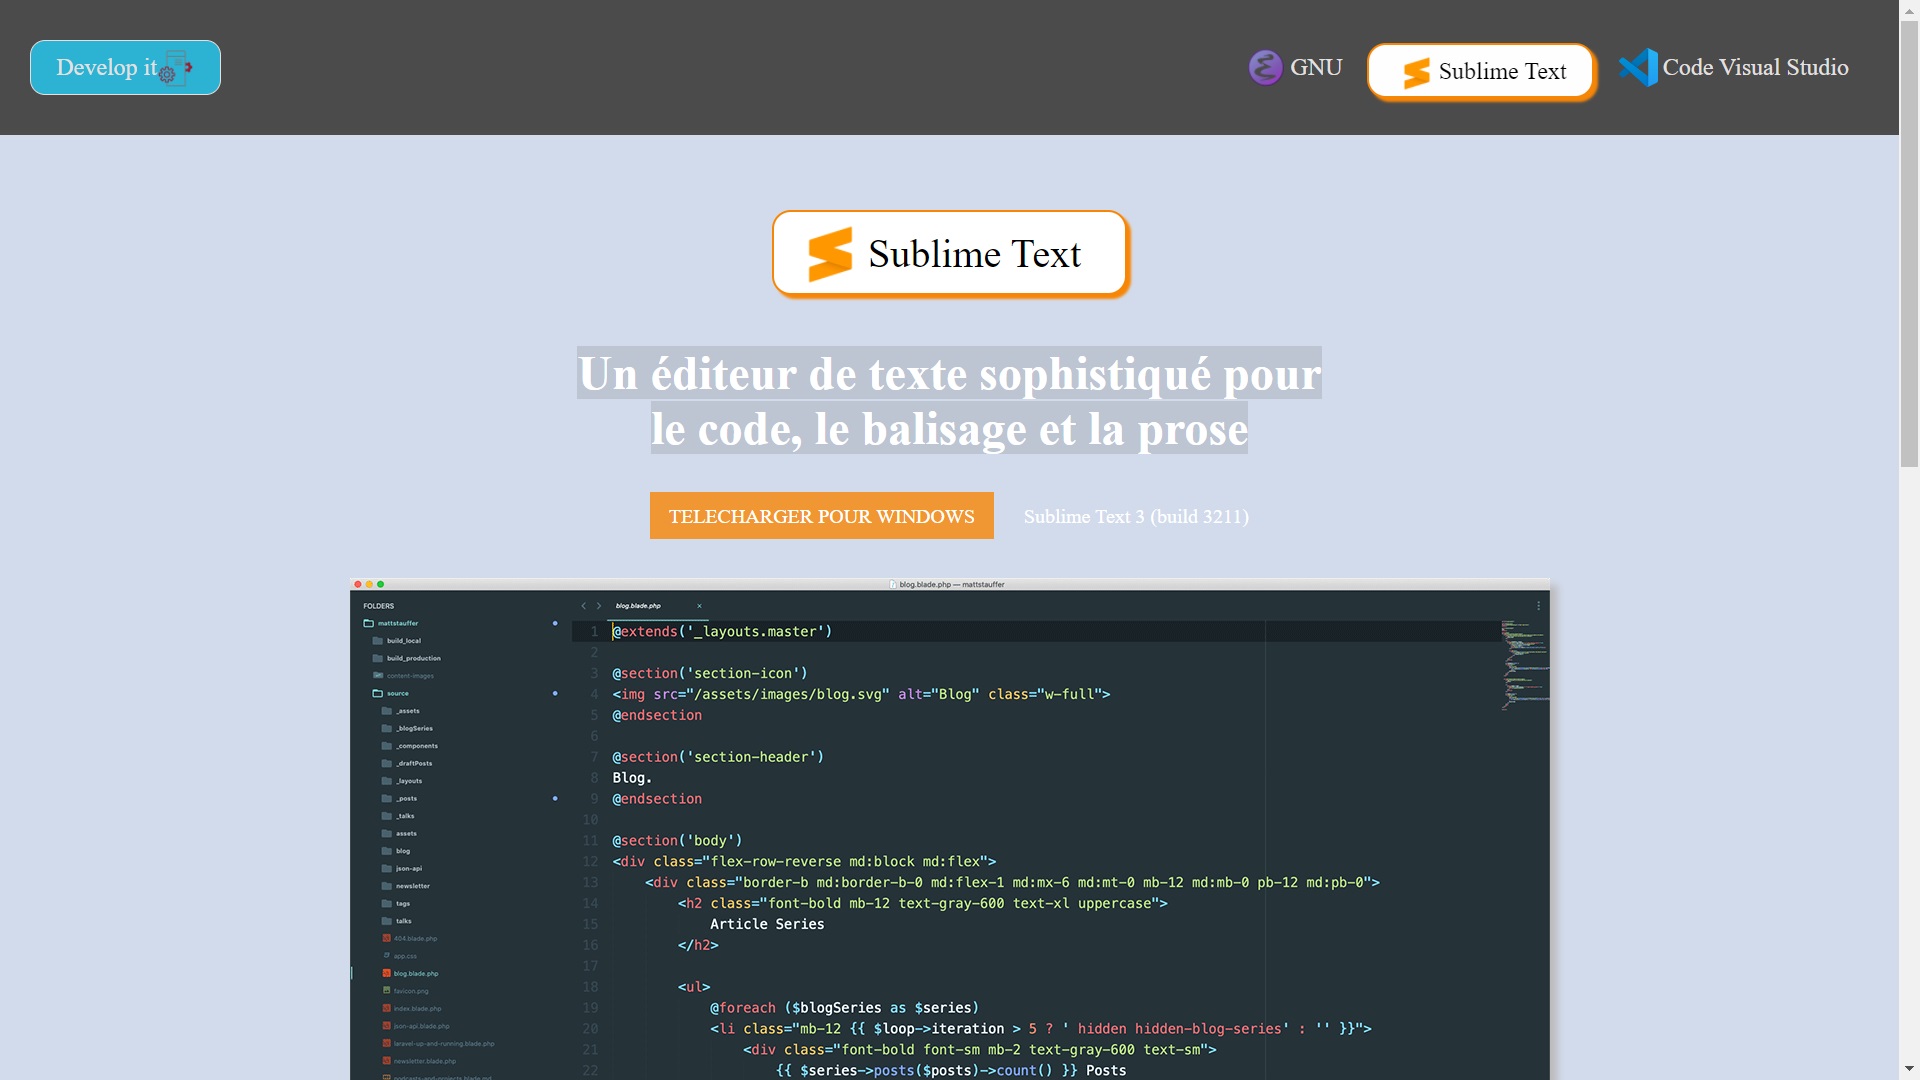 Develop it
GNU
Sublime Text
Code Visual Studio
Sublime Text
Un éditeur de texte sophistiqué pour
le code, le balisage et la prose
TELECHARGER POUR WINDOWS
Sublime Text 3 (build 3211)
blog.blade.php — mattstauffer
FOLDERS
mattstauffer
build_local
build_production
content-images
source
_assets
_blogSeries
_components
_draftPosts
_layouts
_posts
_talks
assets
blog
json-api
newsletter
tags
talks
404.blade.php
app.css
blog.blade.php
favicon.png
index.blade.php
json-api.blade.php
laravel-up-and-running.blade.php
newsletter.blade.php
podcasts-and-projects.blade.md
blog.blade.php ×
1 @extends('_layouts.master')
2
3 @section('section-icon')
4 <img src="/assets/images/blog.svg" alt="Blog" class="w-full">
5 @endsection
6
7 @section('section-header')
8 Blog.
9 @endsection
10
11 @section('body')
12 <div class="flex-row-reverse md:block md:flex">
13 <div class="border-b md:border-b-0 md:flex-1 md:mx-6 md:mt-0 mb-12 md:mb-0 pb-12 md:pb-0">
14 <h2 class="font-bold mb-12 text-gray-600 text-xl uppercase">
15 Article Series
16 </h2>
17
18 <ul>
19 @foreach ($blogSeries as $series)
20 <li class="mb-12 {{ $loop->iteration > 5 ? ' hidden hidden-blog-series' : '' }}">
21 <div class="font-bold font-sm mb-2 text-gray-600 text-sm">
22 {{ $series->posts($posts)->count() }} Posts